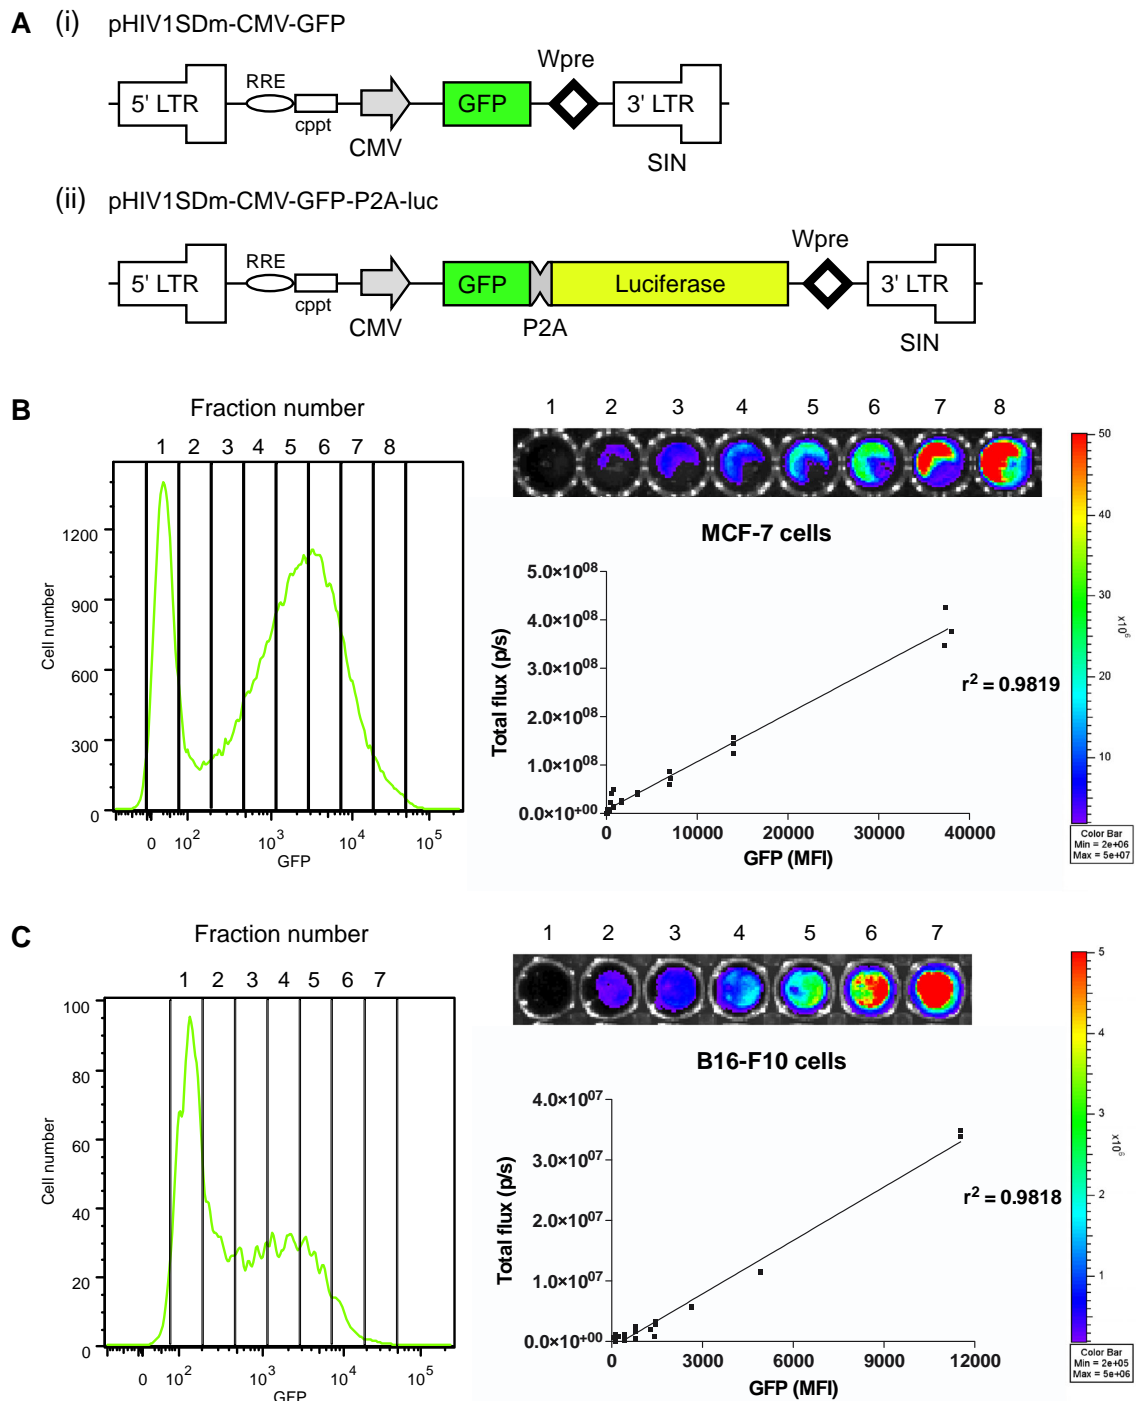 A (i) pHIV1SDm-CMV-GFP
Wpre
5' LTR RRE cppt CMV GFP 3' LTR
SIN
(ii) pHIV1SDm-CMV-GFP-P2A-luc
Wpre
5' LTR RRE cppt CMV GFP P2A Luciferase 3' LTR
SIN
B
Fraction number
1 2 3 4 5 6 7 8
Cell number
1200
900
600
300
0
0 10^2 10^3 10^4 10^5
GFP
1 2 3 4 5 6 7 8
MCF-7 cells
Total flux (p/s)
5.0×10^08
4.0×10^08
3.0×10^08
2.0×10^08
1.0×10^08
0.0×10^+00
0 10000 20000 30000 40000
GFP (MFI)
r^2 = 0.9819
50
40
30
20
10
x10^6
Color Bar
Min = 2e+06
Max = 5e+07
C
Fraction number
1 2 3 4 5 6 7
Cell number
100
80
60
40
20
0
0 10^2 10^3 10^4 10^5
GFP
1 2 3 4 5 6 7
B16-F10 cells
Total flux (p/s)
4.0×10^07
3.0×10^07
2.0×10^07
1.0×10^07
0.0×10^+00
0 3000 6000 9000 12000
GFP (MFI)
r^2 = 0.9818
5
4
3
2
1
x10^6
Color Bar
Min = 2e+05
Max = 5e+06